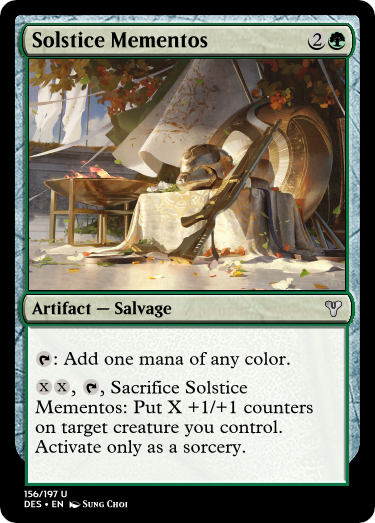 Solstice Mementos 2
Artifact — Salvage
: Add one mana of any color.
X X, , Sacrifice Solstice
Mementos: Put X +1/+1 counters
on target creature you control.
Activate only as a sorcery.
156/197 U
DES • EN Sung Choi